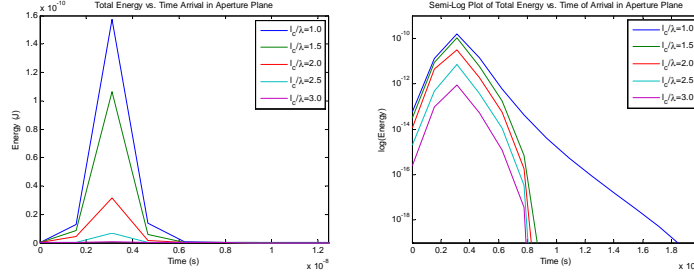 Total Energy vs. Time Arrival in Aperture Plane
x 10^-10
1.6
1.4
1.2
1
0.8
0.6
0.4
0.2
0
Energy (J)
0 0.2 0.4 0.6 0.8 1 1.2
Time (s)
x 10^-8
l_c/λ=1.0
l_c/λ=1.5
l_c/λ=2.0
l_c/λ=2.5
l_c/λ=3.0
Semi-Log Plot of Total Energy vs. Time of Arrival in Aperture Plane
10^-10
10^-12
10^-14
10^-16
10^-18
log(Energy)
0 0.2 0.4 0.6 0.8 1 1.2 1.4 1.6 1.8
Time (s)
x 10
l_c/λ=1.0
l_c/λ=1.5
l_c/λ=2.0
l_c/λ=2.5
l_c/λ=3.0